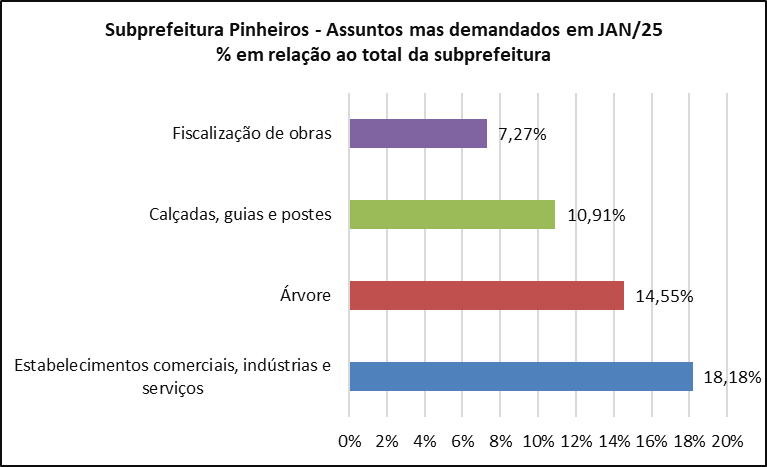 Subprefeitura Pinheiros - Assuntos mas demandados em JAN/25
% em relação ao total da subprefeitura
Fiscalização de obras
7,27%
Calçadas, guias e postes
10,91%
Árvore
14,55%
Estabelecimentos comerciais, indústrias e
serviços
18,18%
0% 2% 4% 6% 8% 10% 12% 14% 16% 18% 20%